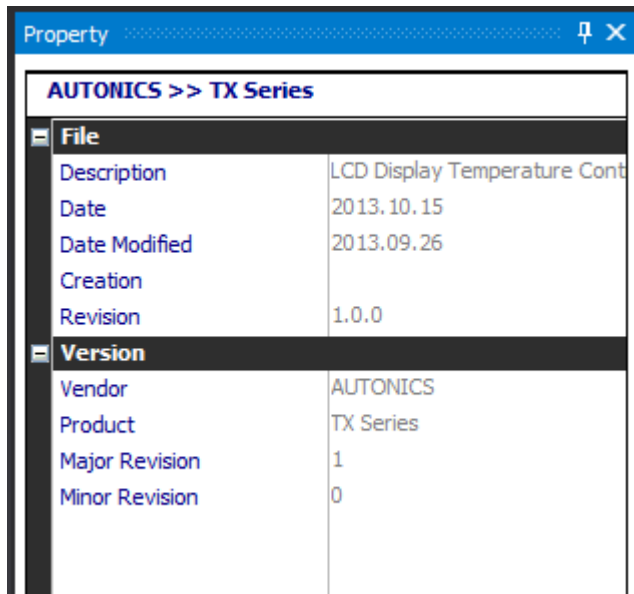 Property
AUTONICS >> TX Series
File
Description LCD Display Temperature Cont
Date 2013.10.15
Date Modified 2013.09.26
Creation
Revision 1.0.0
Version
Vendor AUTONICS
Product TX Series
Major Revision 1
Minor Revision 0